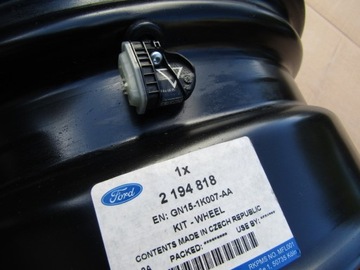 1x
Ford
2 194 818
EN: GN15-1K007-AA
KIT - WHEEL
CONTENTS MADE IN CZECH REPUBLIC
PACKED: ******** USE BY: *******